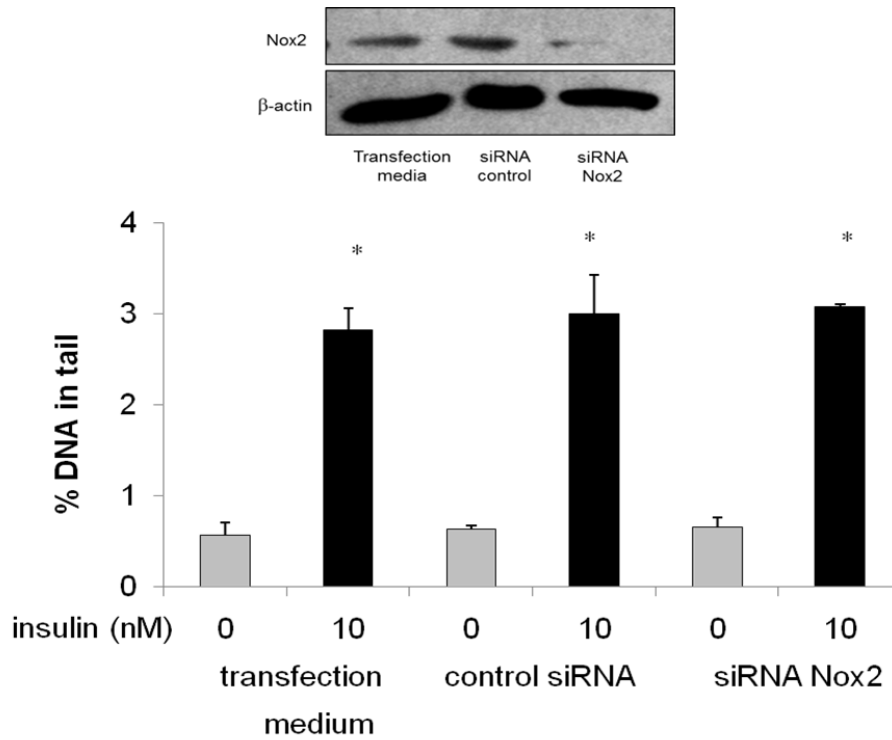 Nox2
β-actin
Transfection siRNA siRNA
media control Nox2
4
* * *
3
2
1
0
% DNA in tail
insulin (nM) 0 10 0 10 0 10
transfection control siRNA siRNA Nox2
medium